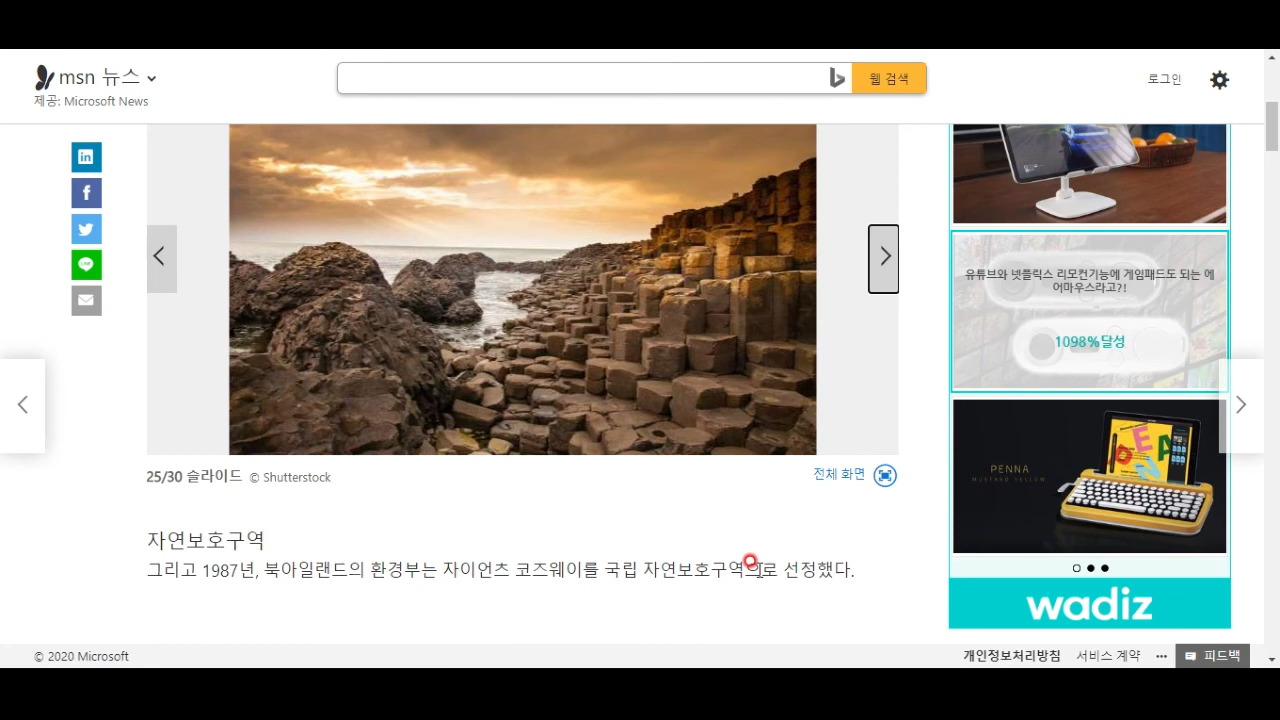 msn 뉴스
제공: Microsoft News
웹 검색
로그인
25/30 슬라이드 © Shutterstock
전체 화면
자연보호구역
그리고 1987년, 북아일랜드의 환경부는 자이언츠 코즈웨이를 국립 자연보호구역으로 선정했다.
유튜브와 넷플릭스 리모컨기능에 게임패드도 되는 에
어마우스라고?!
1098%달성
PENNA
MUSTARD YELLOW
wadiz
© 2020 Microsoft
개인정보처리방침 서비스 계약 ••• 피드백